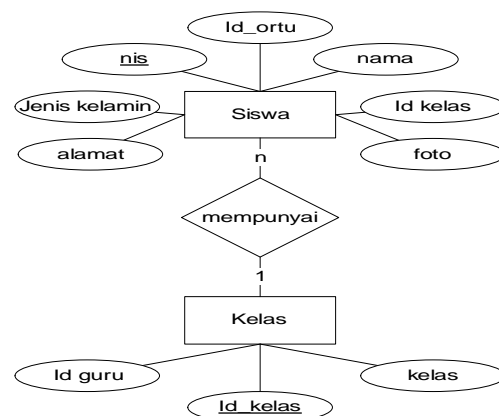 Id_ortu
nis
nama
Jenis kelamin
Siswa
Id kelas
alamat
foto
n
mempunyai
1
Kelas
Id guru
kelas
Id_kelas